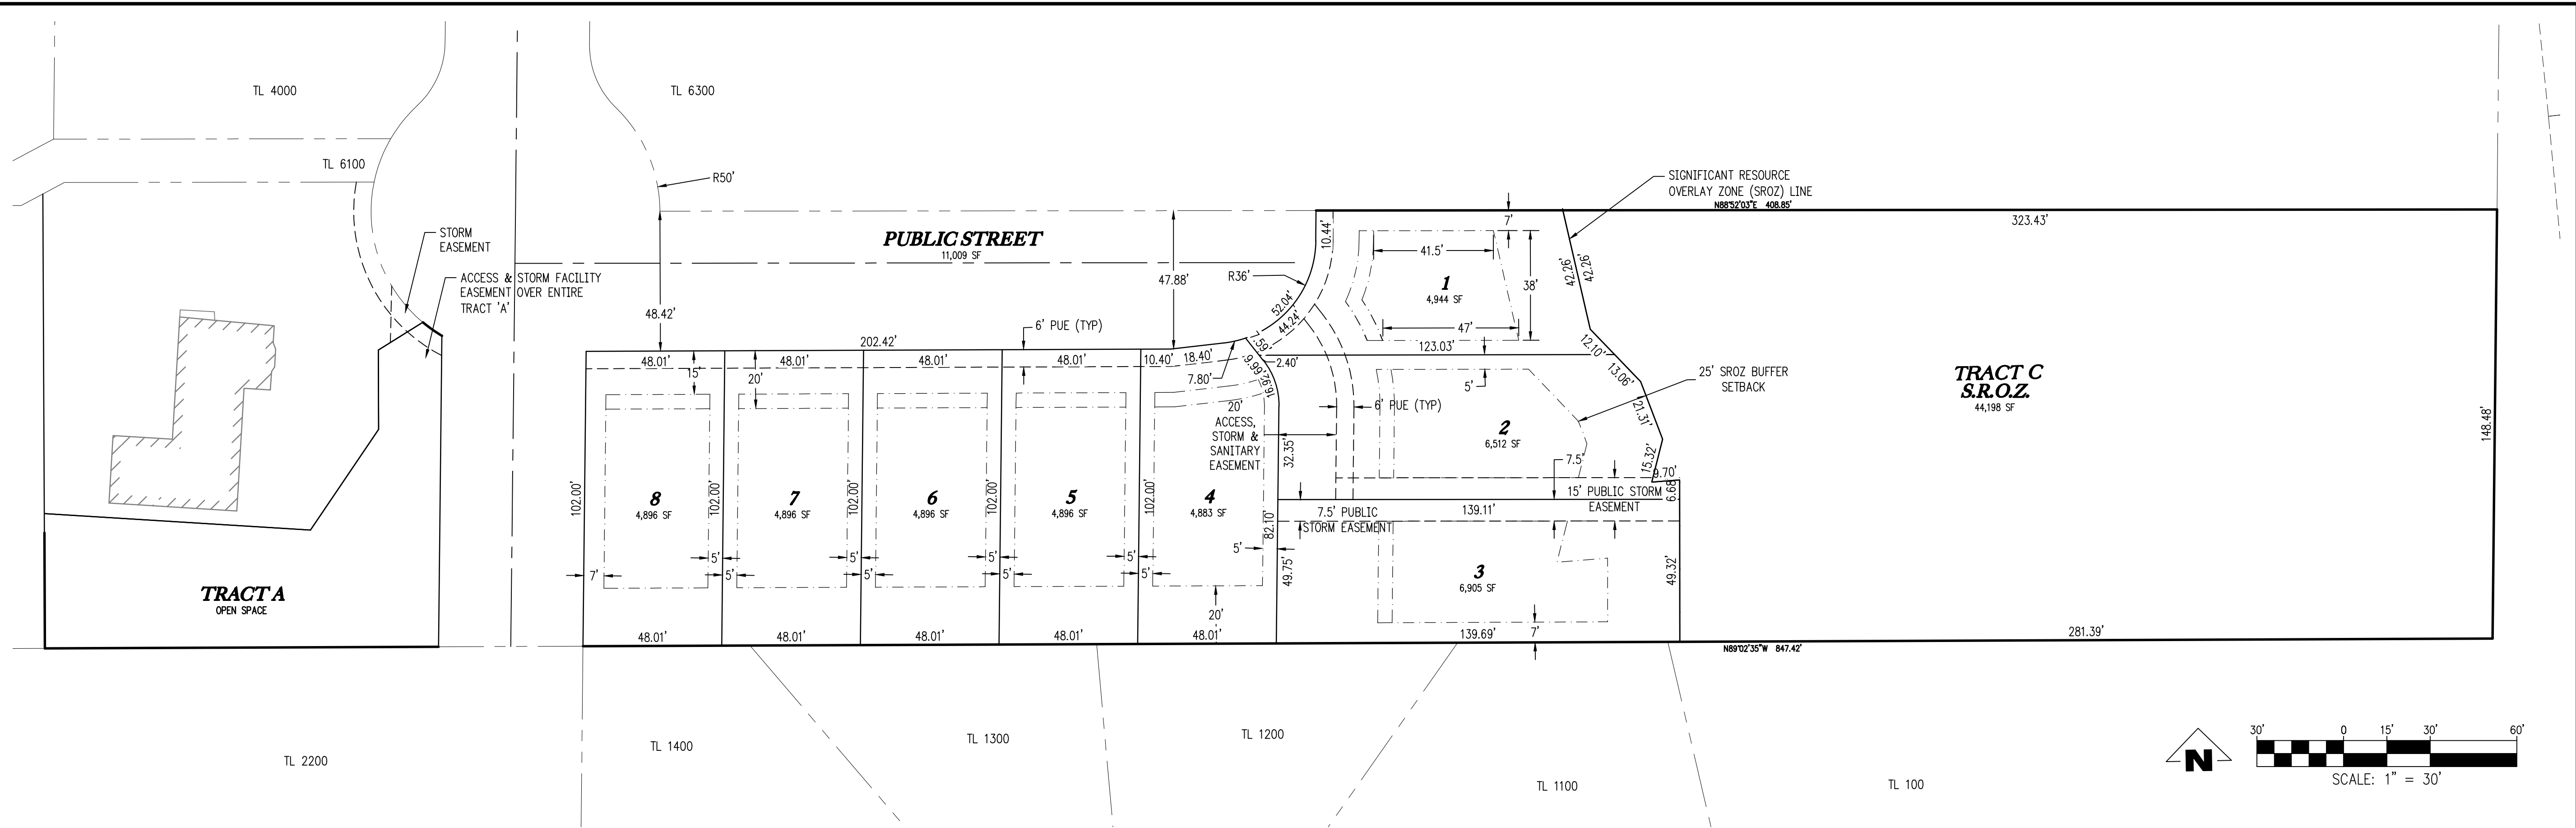 TL 4000
TL 6300
TL 6100
R50'
STORM
EASEMENT
ACCESS & STORM FACILITY
EASEMENT OVER ENTIRE
TRACT 'A'
PUBLIC STREET
11,009 SF
SIGNIFICANT RESOURCE
OVERLAY ZONE (SROZ) LINE
N88°52'03"E 408.85'
323.43'
7'
10.44'
41.5'
47.88'
R36'
42.26'
42.26'
1
4,944 SF
38'
48.42'
52.04'
44.24'
47'
6' PUE (TYP)
202.42'
7.59'
123.03'
12.10'
48.01'
48.01'
48.01'
48.01'
10.40'
18.40'
2.40'
9.99'
7.80'
13.06'
15'
20'
16.92'
5'
25' SROZ BUFFER
SETBACK
TRACT C
S.R.O.Z.
44,198 SF
20'
ACCESS,
STORM &
SANITARY
EASEMENT
6' PUE (TYP)
21.31'
2
6,512 SF
148.48'
32.35'
7.5'
15.32'
9.70'
6.68'
15' PUBLIC STORM
EASEMENT
102.00'
8
4,896 SF
102.00'
7
4,896 SF
102.00'
6
4,896 SF
102.00'
5
4,896 SF
102.00'
4
4,883 SF
82.10'
7.5' PUBLIC
STORM EASEMENT
139.11'
5'
5'
5'
5'
5'
7'
5'
5'
5'
5'
49.75'
3
6,905 SF
49.32'
TRACT A
OPEN SPACE
20'
48.01'
48.01'
48.01'
48.01'
48.01'
139.69'
7'
281.39'
N89°02'35"W 847.42'
TL 2200
TL 1400
TL 1300
TL 1200
TL 1100
TL 100
N
30'
0
15'
30'
60'
SCALE: 1" = 30'